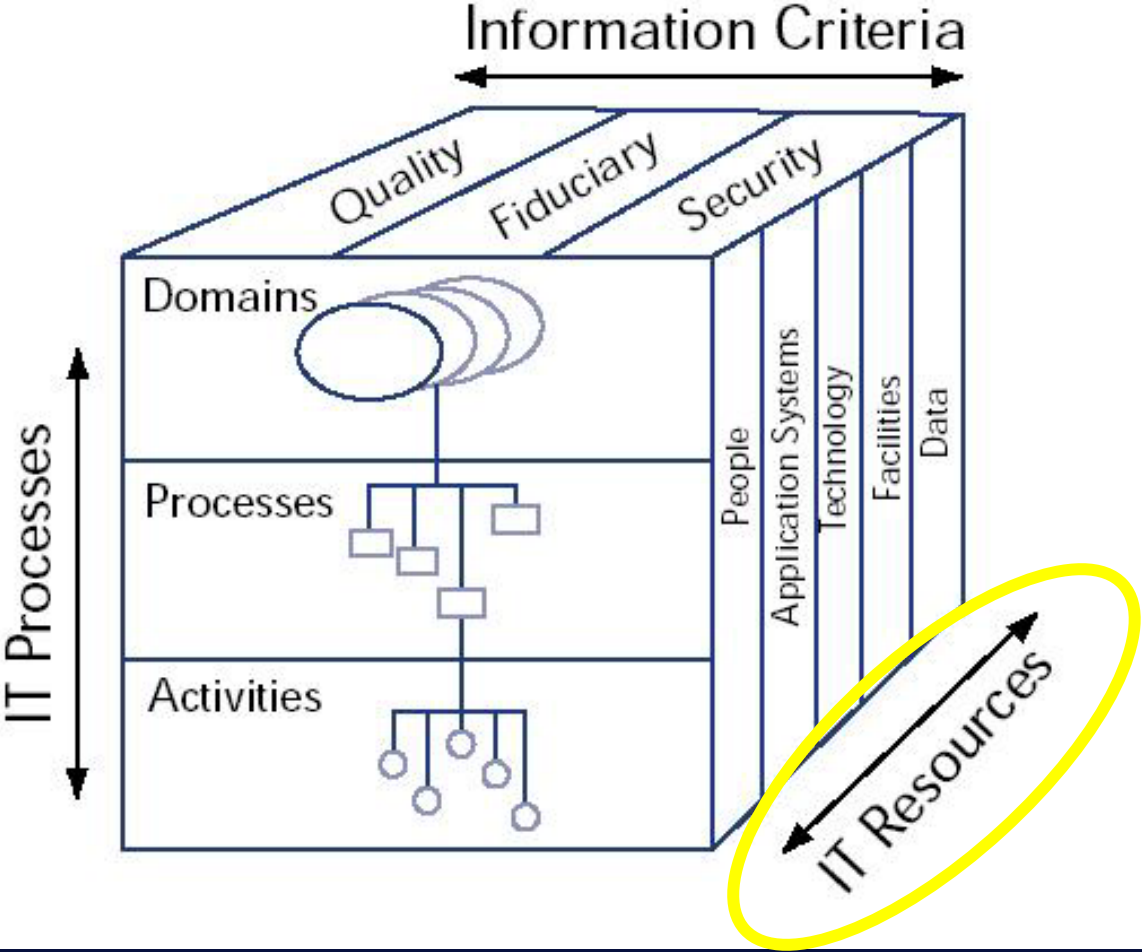 Information Criteria
Quality
Fiduciary
Security
Domains
Processes
Activities
IT Processes
People
Application Systems
Technology
Facilities
Data
IT Resources